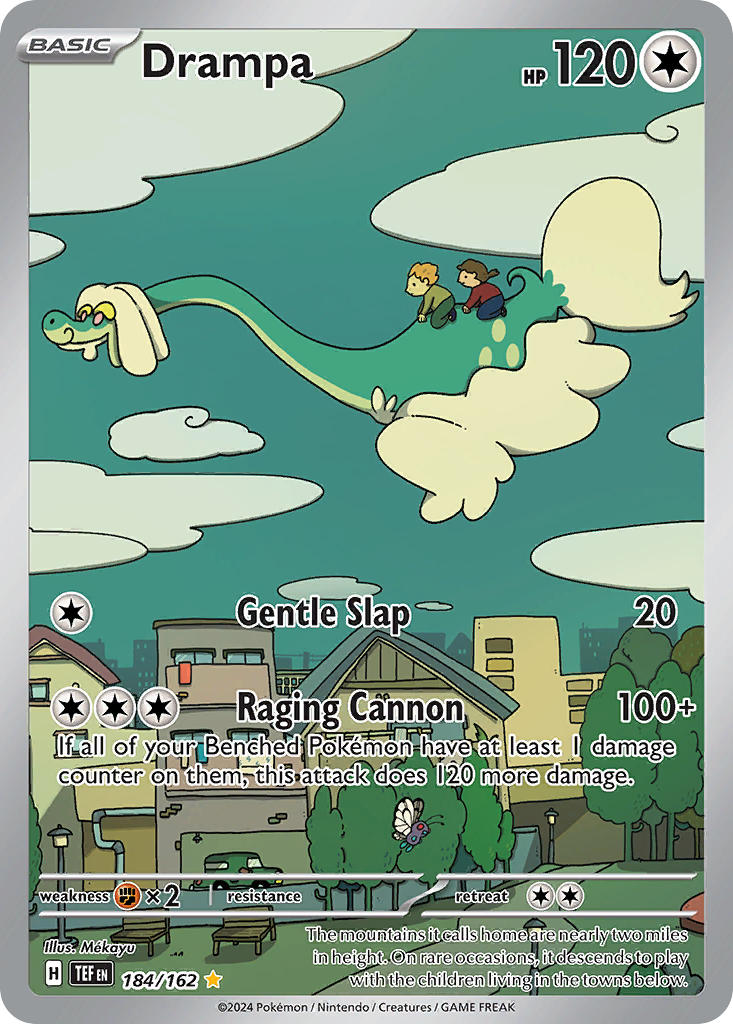 BASIC
Drampa
HP 120
Gentle Slap 20
Raging Cannon 100+
If all of your Benched Pokémon have at least 1 damage
counter on them, this attack does 120 more damage.
weakness ×2 resistance retreat
Illus. Mékayu
The mountains it calls home are nearly two miles
in height. On rare occasions, it descends to play
with the children living in the towns below.
H TEF EN 184/162
©2024 Pokémon / Nintendo / Creatures / GAME FREAK